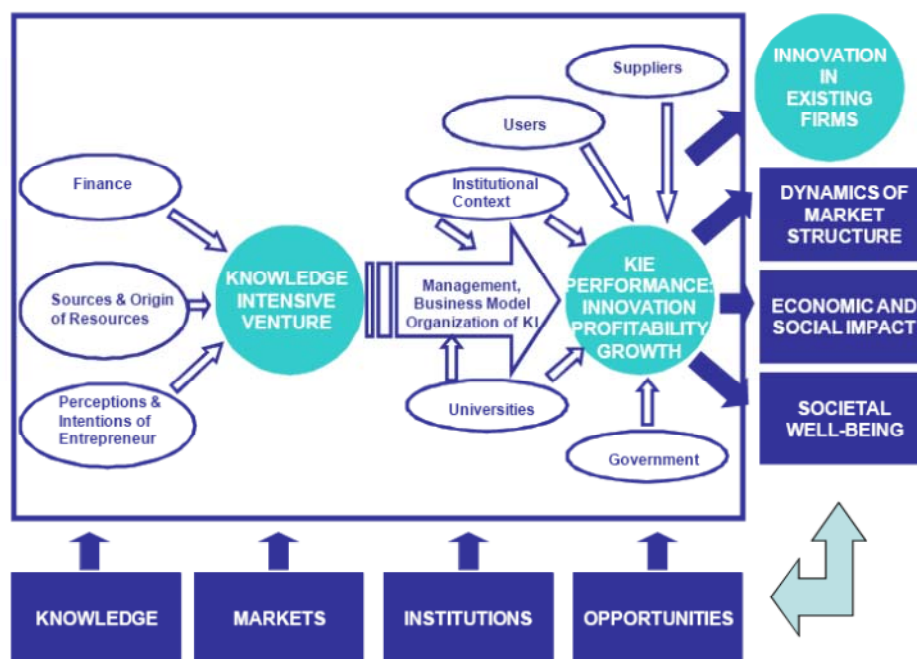 Suppliers
Users
Institutional
Context
Finance
Sources & Origin
of Resources
Perceptions &
Intentions of
Entrepreneur
KNOWLEDGE
INTENSIVE
VENTURE
Management,
Business Model
Organization of KI
Universities
KIE
PERFORMANCE:
INNOVATION
PROFITABILITY
GROWTH
Government
INNOVATION
IN
EXISTING
FIRMS
DYNAMICS OF
MARKET
STRUCTURE
ECONOMIC AND
SOCIAL IMPACT
SOCIETAL
WELL-BEING
KNOWLEDGE
MARKETS
INSTITUTIONS
OPPORTUNITIES